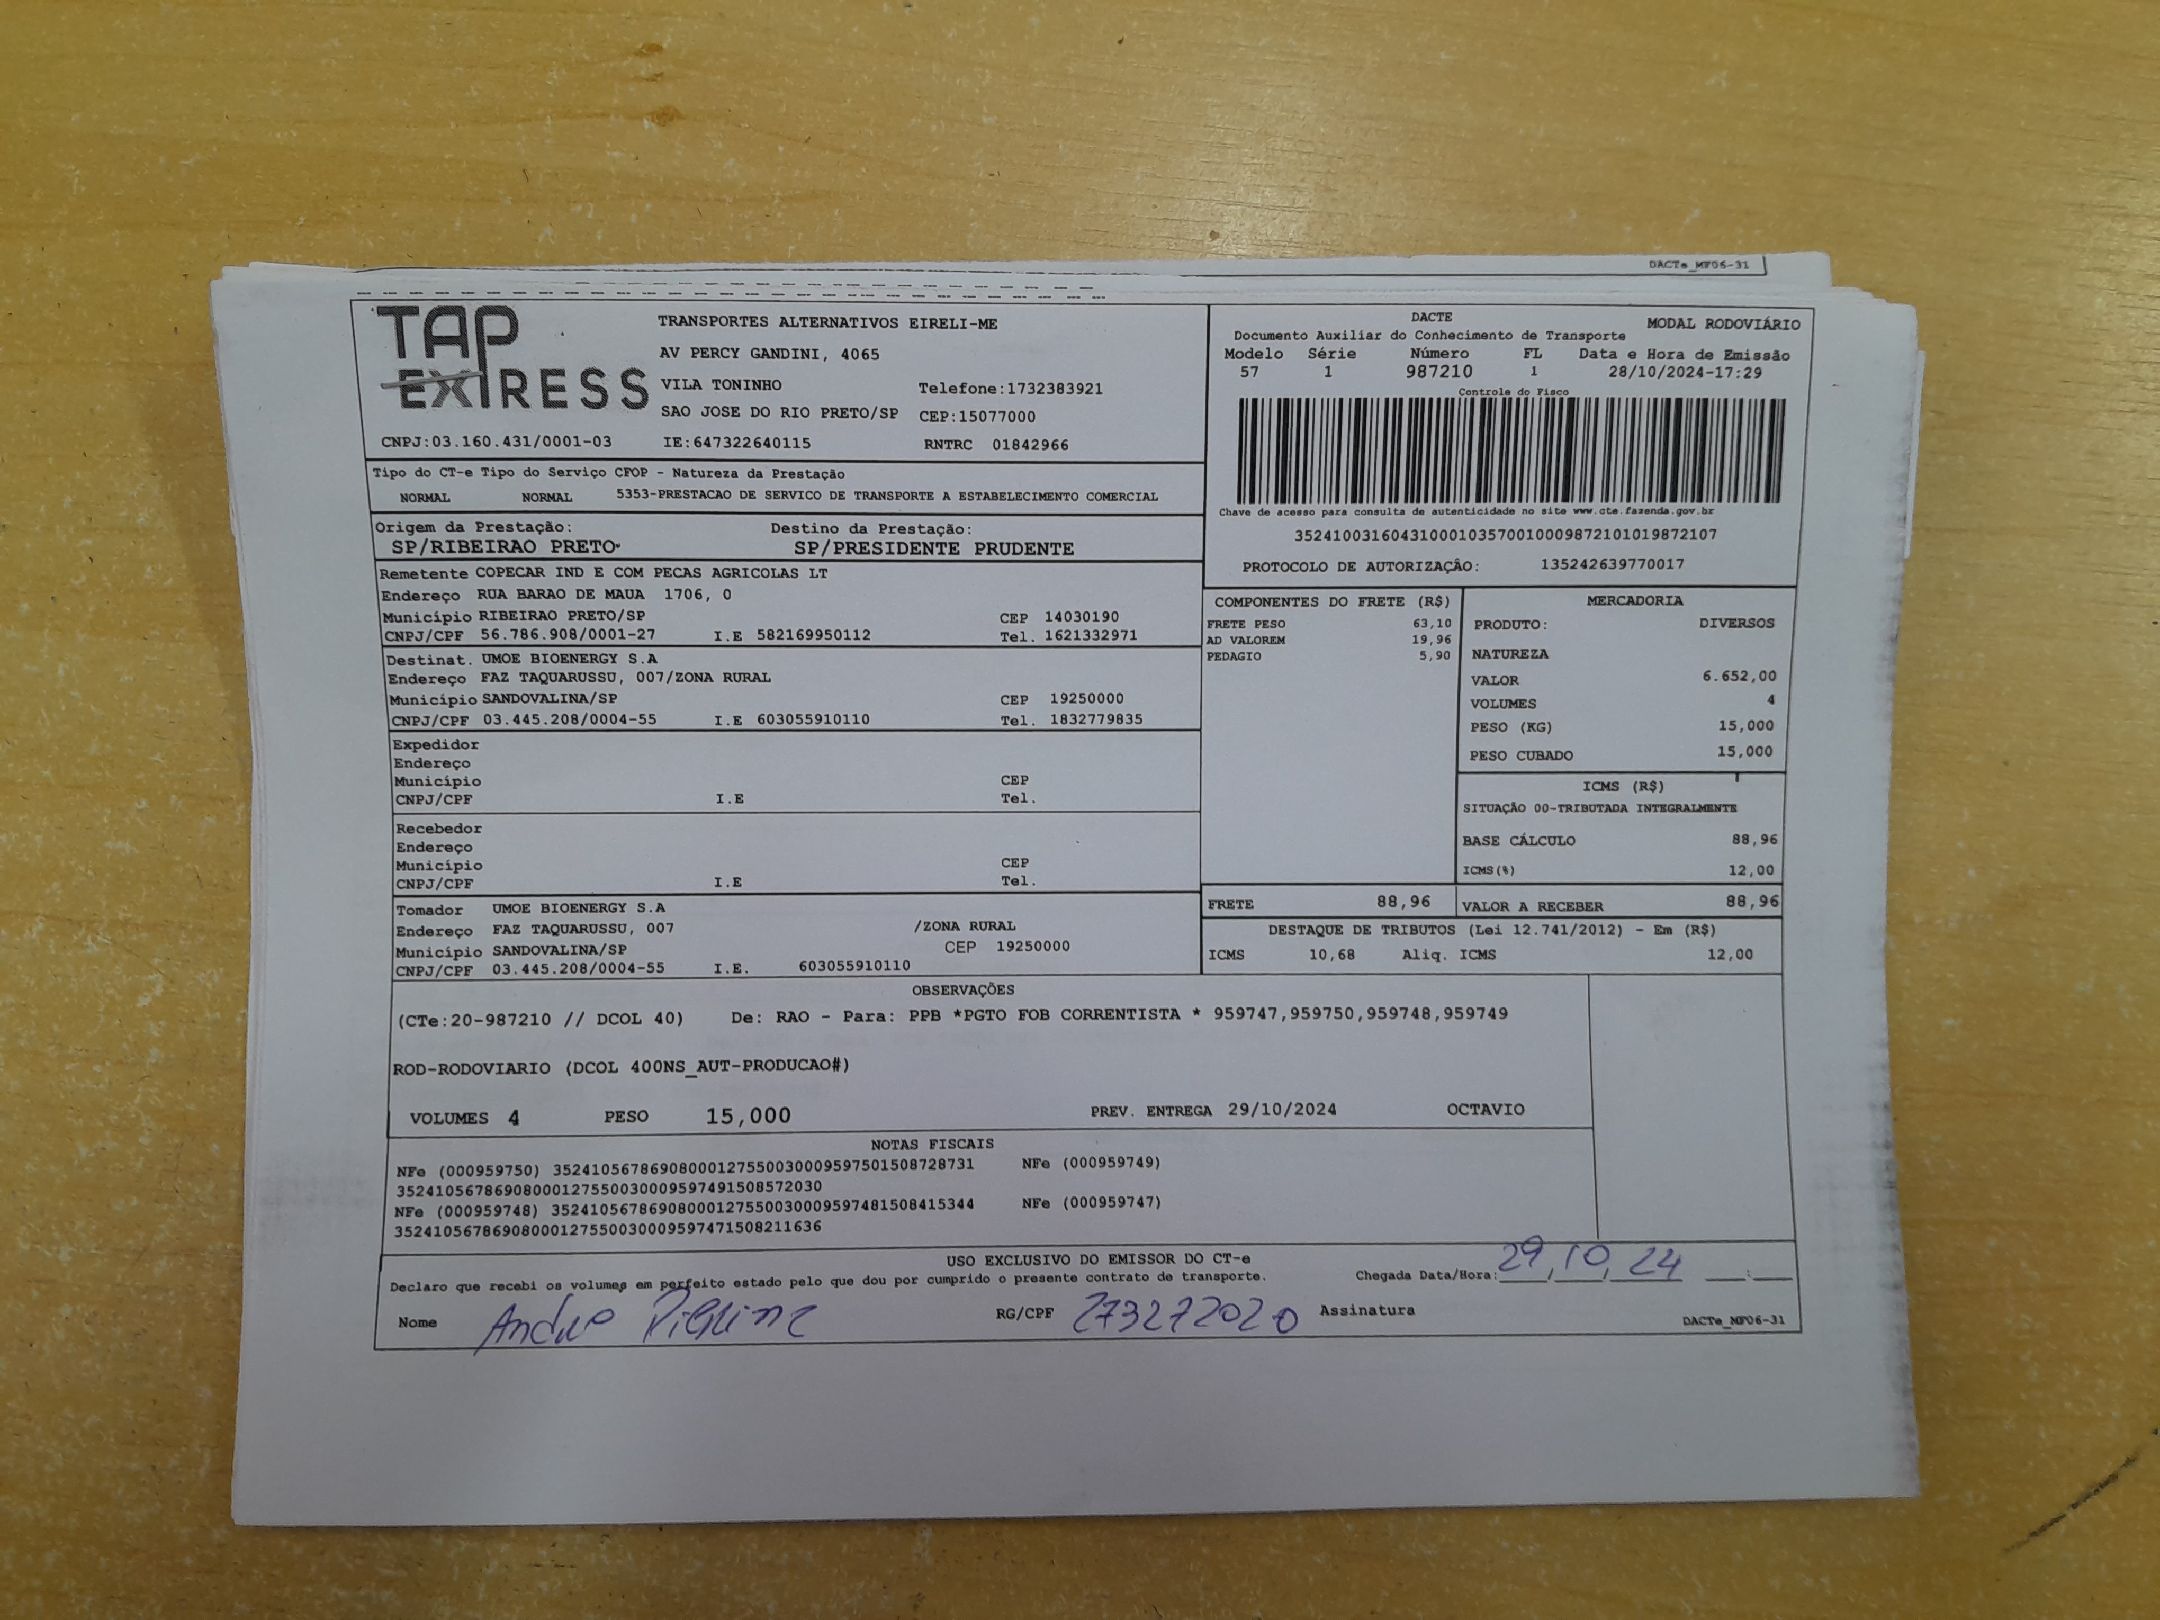 DACTe_MF06-31
TAP
EXPRESS
TRANSPORTES ALTERNATIVOS EIRELI-ME
AV PERCY GANDINI, 4065
VILA TONINHO Telefone:1732383921
SAO JOSE DO RIO PRETO/SP CEP:15077000
CNPJ:03.160.431/0001-03 IE:647322640115 RNTRC 01842966
DACTE
Documento Auxiliar do Conhecimento de Transporte MODAL RODOVIÁRIO
Modelo Série Número FL Data e Hora de Emissão
57 1 987210 1 28/10/2024-17:29
Controle do Fisco
Chave de acesso para consulta de autenticidade no site www.cte.fazenda.gov.br
35241003160431000103570010009872101019872107
PROTOCOLO DE AUTORIZAÇÃO: 135242639770017
Tipo do CT-e Tipo do Serviço CFOP - Natureza da Prestação
NORMAL NORMAL 5353-PRESTACAO DE SERVICO DE TRANSPORTE A ESTABELECIMENTO COMERCIAL
Origem da Prestação: Destino da Prestação:
SP/RIBEIRAO PRETO SP/PRESIDENTE PRUDENTE
Remetente COPECAR IND E COM PECAS AGRICOLAS LT
Endereço RUA BARAO DE MAUA 1706, 0
Município RIBEIRAO PRETO/SP CEP 14030190
CNPJ/CPF 56.786.908/0001-27 I.E 582169950112 Tel. 1621332971
Destinat. UMOE BIOENERGY S.A
Endereço FAZ TAQUARUSSU, 007/ZONA RURAL
Município SANDOVALINA/SP CEP 19250000
CNPJ/CPF 03.445.208/0004-55 I.E 603055910110 Tel. 1832779835
Expedidor
Endereço
Município CEP
CNPJ/CPF I.E Tel.
Recebedor
Endereço
Município CEP
CNPJ/CPF I.E Tel.
Tomador UMOE BIOENERGY S.A
Endereço FAZ TAQUARUSSU, 007 /ZONA RURAL
Município SANDOVALINA/SP CEP 19250000
CNPJ/CPF 03.445.208/0004-55 I.E. 603055910110
COMPONENTES DO FRETE (R$)
FRETE PESO 63,10
AD VALOREM 19,96
PEDAGIO 5,90
MERCADORIA
PRODUTO: DIVERSOS
NATUREZA
VALOR 6.652,00
VOLUMES 4
PESO (KG) 15,000
PESO CUBADO 15,000
ICMS (R$)
SITUAÇÃO 00-TRIBUTADA INTEGRALMENTE
BASE CÁLCULO 88,96
ICMS(%) 12,00
FRETE 88,96 VALOR A RECEBER 88,96
DESTAQUE DE TRIBUTOS (Lei 12.741/2012) - Em (R$)
ICMS 10,68 Aliq. ICMS 12,00
OBSERVAÇÕES
(CTe:20-987210 // DCOL 40) De: RAO - Para: PPB *PGTO FOB CORRENTISTA * 959747,959750,959748,959749
ROD-RODOVIARIO (DCOL 400NS_AUT-PRODUCAO#)
VOLUMES 4 PESO 15,000 PREV. ENTREGA 29/10/2024 OCTAVIO
NOTAS FISCAIS
NFe (000959750) 35241056786908000127550030009597501508728731 NFe (000959749)
35241056786908000127550030009597491508572030
NFe (000959748) 35241056786908000127550030009597481508415344 NFe (000959747)
35241056786908000127550030009597471508211636
USO EXCLUSIVO DO EMISSOR DO CT-e
Declaro que recebi os volumes em perfeito estado pelo que dou por cumprido o presente contrato de transporte. Chegada Data/Hora: 29,10,24
Nome RG/CPF 273272020 Assinatura
DACTe_MF06-31